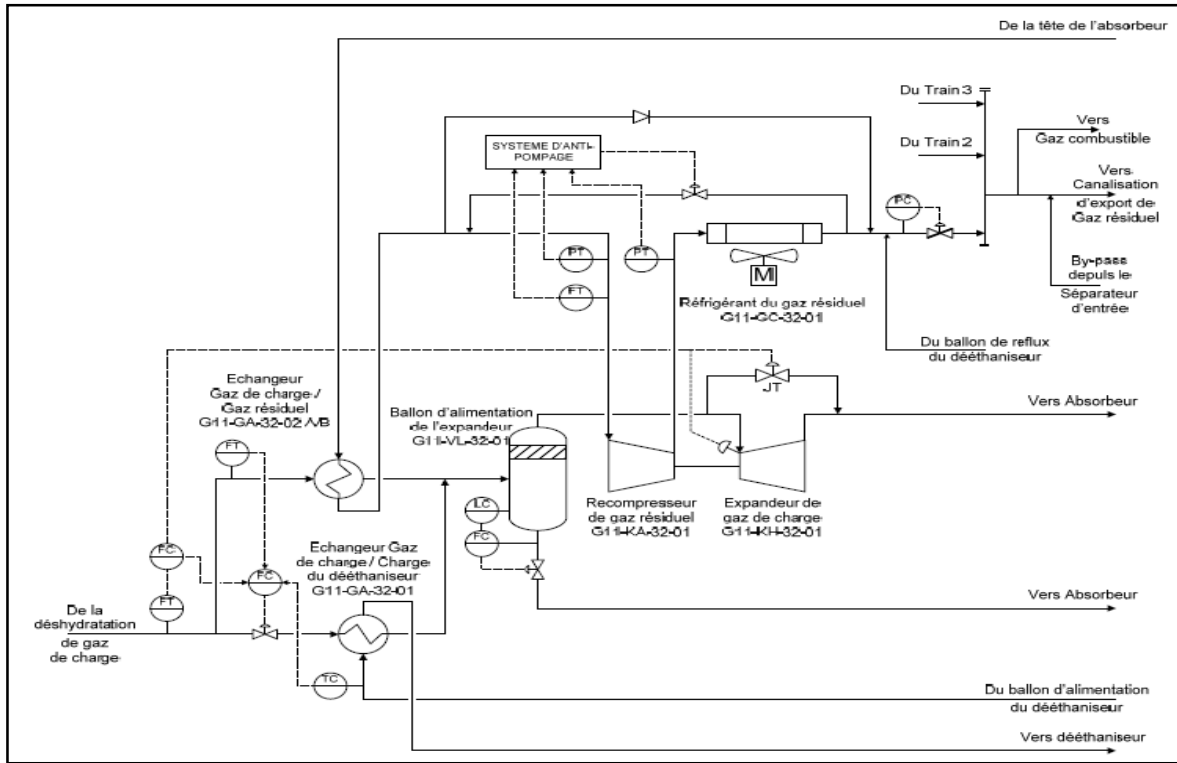 De la tête de l'absorbeur
Du Train 3
Vers
Gaz combustible
SYSTEME D'ANTI-
POMPAGE
Du Train 2
Vers
Canalisation
d'export de
Gaz résiduel
PC
PT
PT
FT
M
By-pass
depuis le
Séparateur
d'entrée
Réfrigérant du gaz résiduel
G11-GC-32-01
Du ballon de reflux
du dééthaniseur
Echangeur
Gaz de charge /
Gaz résiduel
G11-GA-32-02 A/B
JT
Ballon d'alimentation
de l'expandeur
G11-VL-32-01
Vers Absorbeur
FT
LC
FC
Recompresseur
de gaz résiduel
G11-KA-32-01
Expandeur de
gaz de charge
G11-KH-32-01
FC
FC
Echangeur Gaz
de charge / Charge
du dééthaniseur
G11-GA-32-01
FT
De la
déshydratation
de gaz
de charge
Vers Absorbeur
TC
Du ballon d'alimentation
du dééthaniseur
Vers dééthaniseur